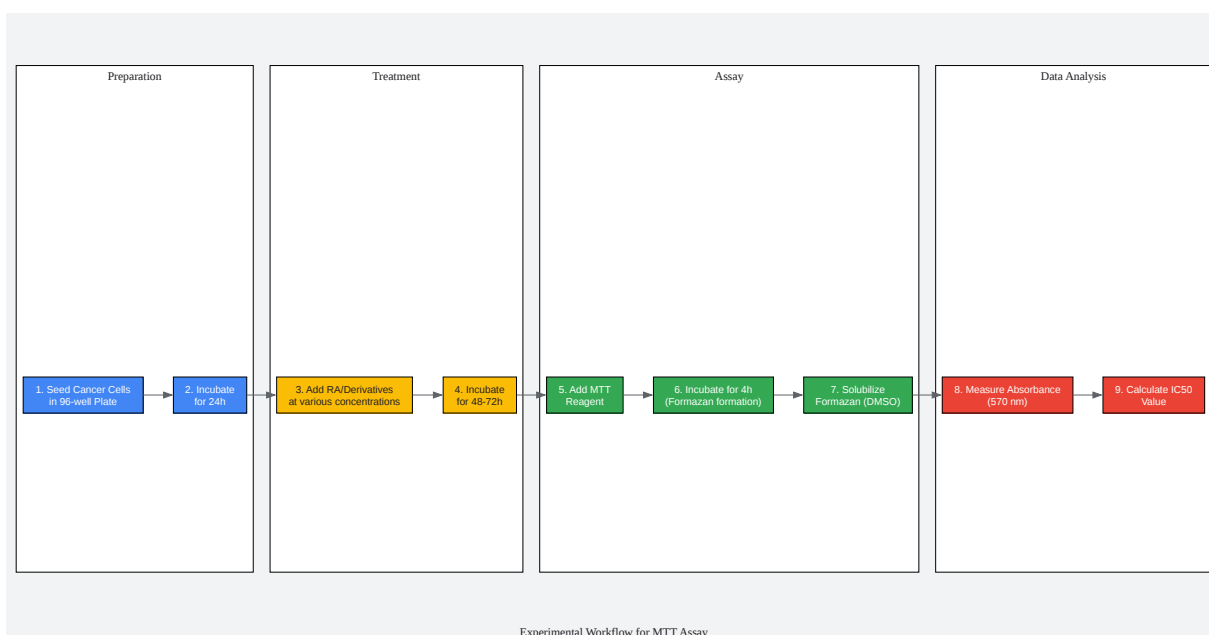 Preparation
Treatment
Assay
Data Analysis
1. Seed Cancer Cells
in 96-well Plate
2. Incubate
for 24h
3. Add RA/Derivatives
at various concentrations
4. Incubate
for 48-72h
5. Add MTT
Reagent
6. Incubate for 4h
(Formazan formation)
7. Solubilize
Formazan (DMSO)
8. Measure Absorbance
(570 nm)
9. Calculate IC50
Value
Experimental Workflow for MTT Assay